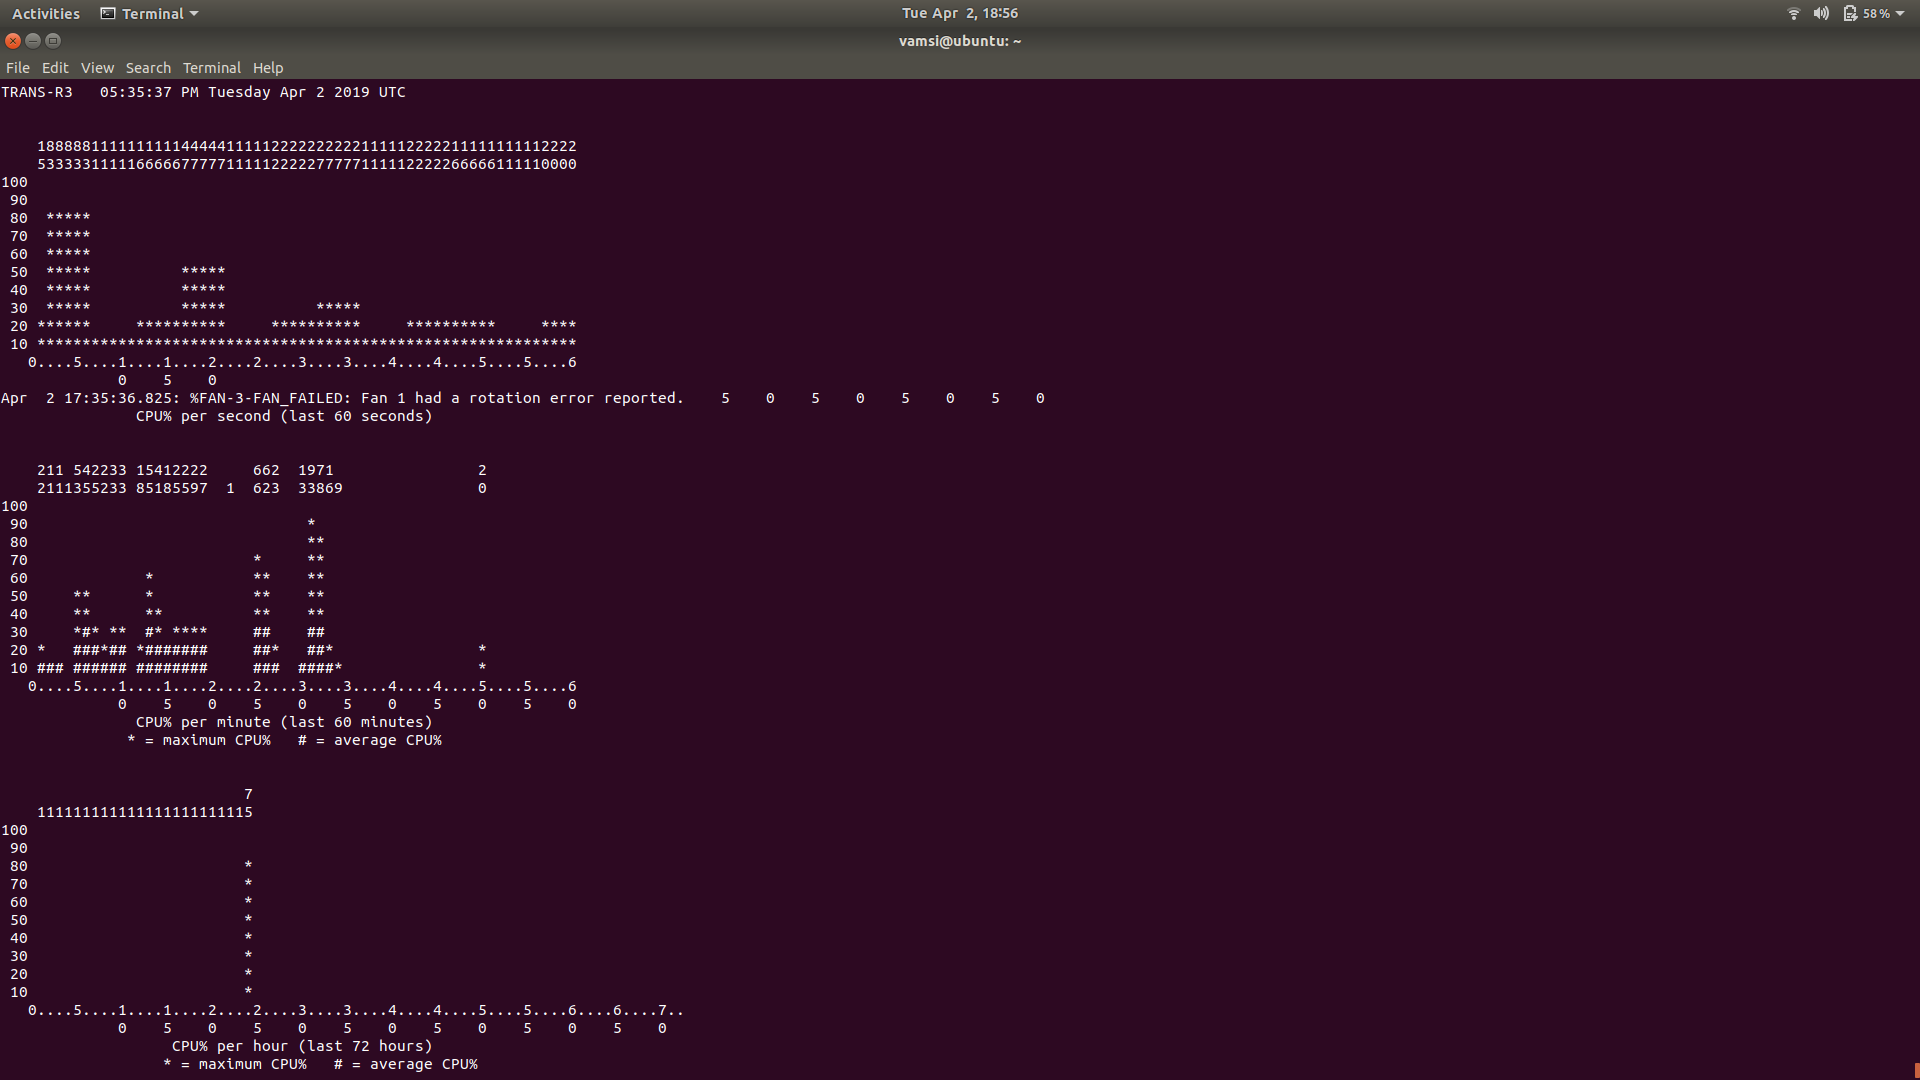 Activities Terminal Tue Apr 2, 18:56 58 %
vamsi@ubuntu: ~
File Edit View Search Terminal Help
TRANS-R3   05:35:37 PM Tuesday Apr 2 2019 UTC
    188888111111111144444111112222222222111112222211111111112222
    533333111116666677777111112222277777111112222266666111110000
100
 90
 80  *****
 70  *****
 60  *****
 50  *****          *****
 40  *****          *****
 30  *****          *****          *****
 20 ******     **********     **********     **********     ****
 10 ************************************************************
   0....5....1....1....2....2....3....3....4....4....5....5....6
             0    5    0
Apr  2 17:35:36.825: %FAN-3-FAN_FAILED: Fan 1 had a rotation error reported.    5    0    5    0    5    0    5    0
               CPU% per second (last 60 seconds)
    211 542233 15412222     662  1971                2
    2111355233 85185597  1  623  33869               0
100
 90                               *
 80                               **
 70                         *     **
 60             *           **    **
 50     **      *           **    **
 40     **      **          **    **
 30     *#* **  #* ****     ##    ##
 20 *   ###*## *#######     ##*   ##*                *
 10 ### ###### ########     ###  ####*               *
   0....5....1....1....2....2....3....3....4....4....5....5....6
             0    5    0    5    0    5    0    5    0    5    0
               CPU% per minute (last 60 minutes)
              * = maximum CPU%   # = average CPU%
                           7
    111111111111111111111115
100
 90
 80                        *
 70                        *
 60                        *
 50                        *
 40                        *
 30                        *
 20                        *
 10                        *
   0....5....1....1....2....2....3....3....4....4....5....5....6....6....7..
             0    5    0    5    0    5    0    5    0    5    0    5    0
                   CPU% per hour (last 72 hours)
                  * = maximum CPU%   # = average CPU%